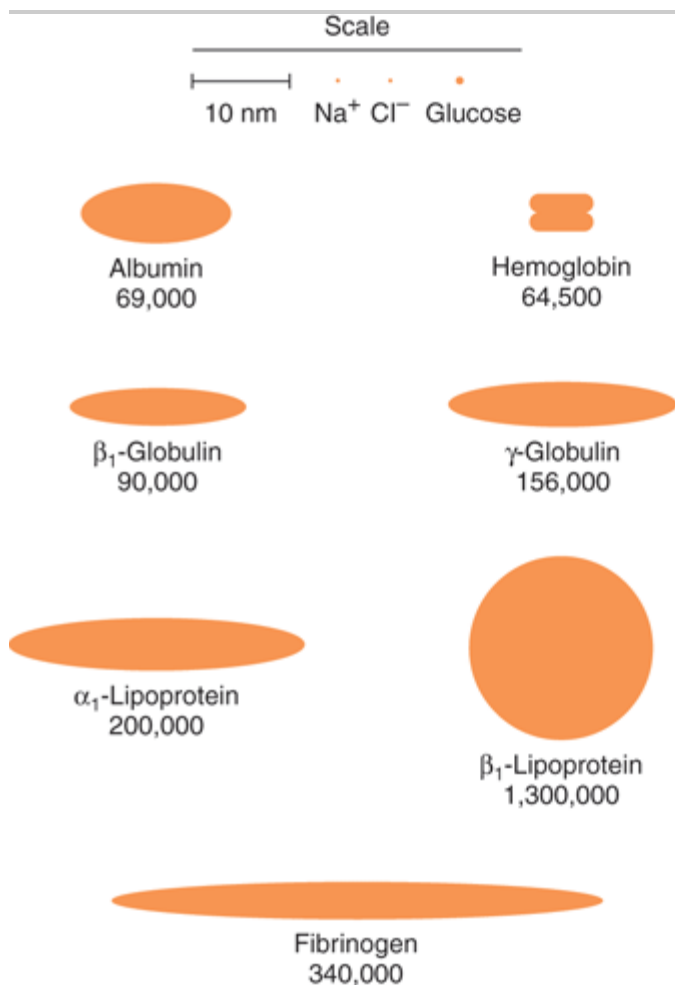 Scale
10 nm Na⁺ Cl⁻ Glucose
Albumin
69,000
Hemoglobin
64,500
β₁-Globulin
90,000
γ-Globulin
156,000
α₁-Lipoprotein
200,000
β₁-Lipoprotein
1,300,000
Fibrinogen
340,000